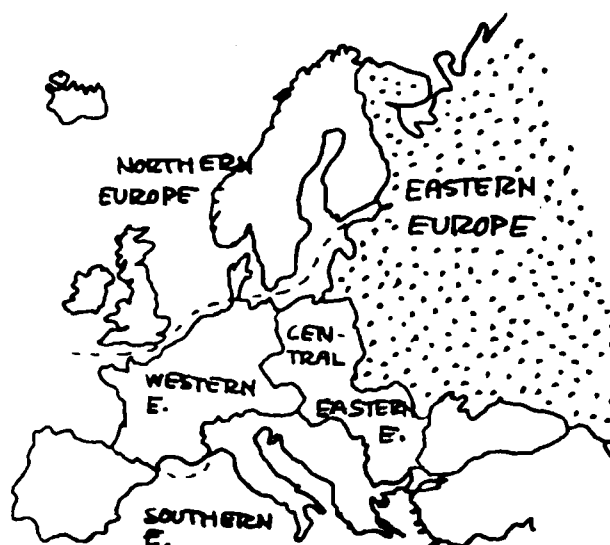 NORTHERN
EUROPE
EASTERN
EUROPE
CEN-
TRAL
WESTERN
E.
EASTERN
E.
SOUTHERN
E.